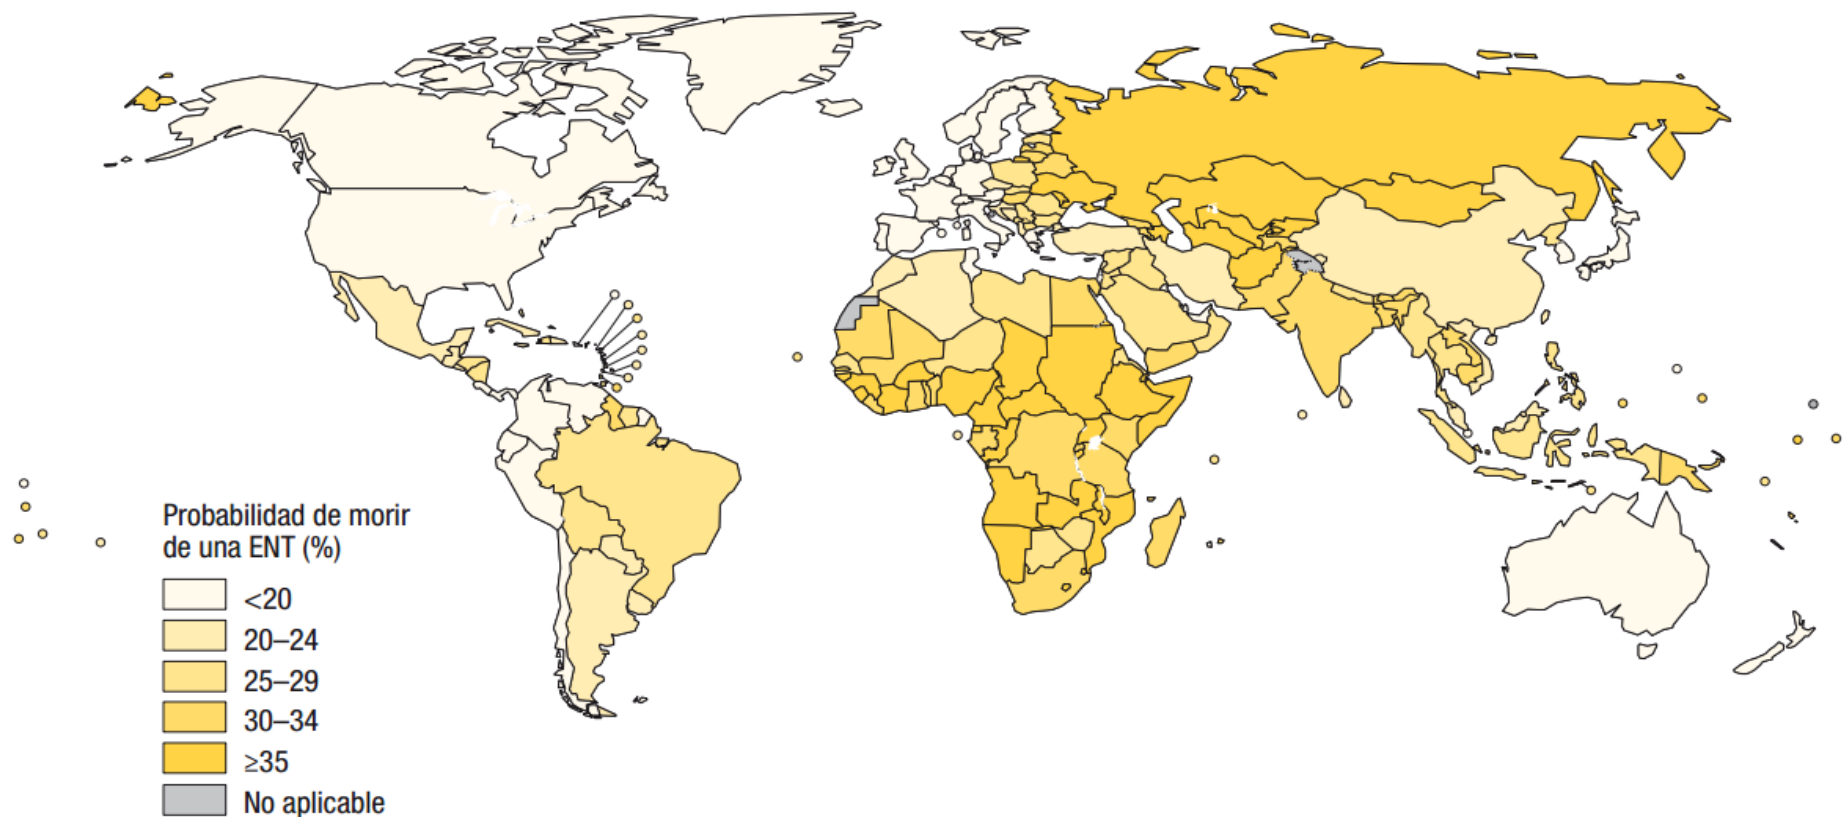 Probabilidad de morir
de una ENT (%)
<20
20–24
25–29
30–34
≥35
No aplicable